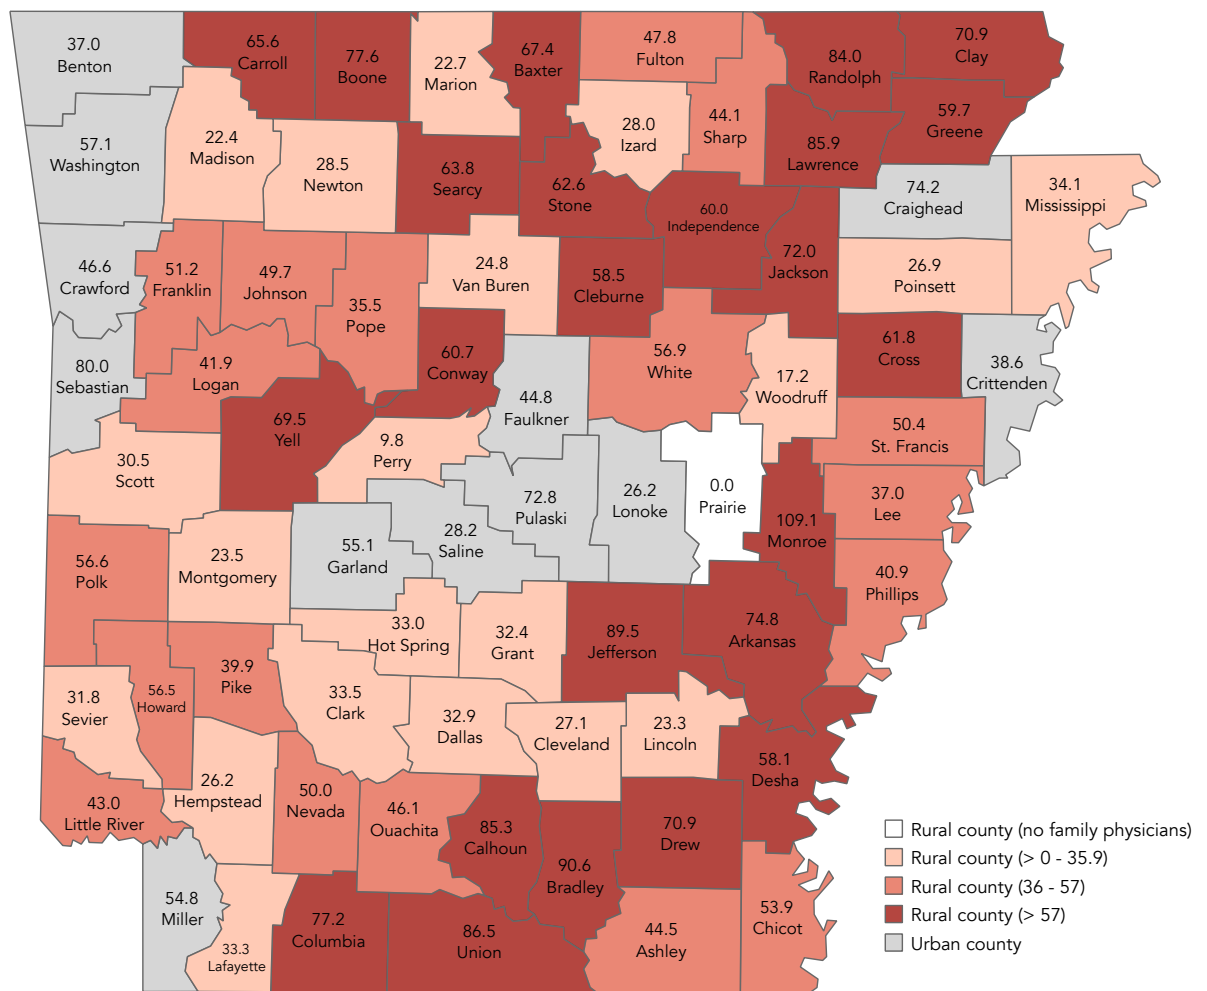 37.0
Benton
65.6
Carroll
77.6
Boone
22.7
Marion
67.4
Baxter
47.8
Fulton
84.0
Randolph
70.9
Clay
57.1
Washington
22.4
Madison
28.5
Newton
63.8
Searcy
62.6
Stone
28.0
Izard
44.1
Sharp
85.9
Lawrence
59.7
Greene
74.2
Craighead
34.1
Mississippi
60.0
Independence
72.0
Jackson
26.9
Poinsett
46.6
Crawford
51.2
Franklin
49.7
Johnson
35.5
Pope
24.8
Van Buren
58.5
Cleburne
56.9
White
17.2
Woodruff
61.8
Cross
38.6
Crittenden
80.0
Sebastian
41.9
Logan
60.7
Conway
44.8
Faulkner
50.4
St. Francis
69.5
Yell
9.8
Perry
30.5
Scott
72.8
Pulaski
26.2
Lonoke
0.0
Prairie
109.1
Monroe
37.0
Lee
55.1
Garland
28.2
Saline
56.6
Polk
23.5
Montgomery
40.9
Phillips
33.0
Hot Spring
32.4
Grant
89.5
Jefferson
74.8
Arkansas
31.8
Sevier
56.5
Howard
39.9
Pike
33.5
Clark
32.9
Dallas
27.1
Cleveland
23.3
Lincoln
58.1
Desha
43.0
Little River
26.2
Hempstead
50.0
Nevada
46.1
Ouachita
85.3
Calhoun
90.6
Bradley
70.9
Drew
54.8
Miller
33.3
Lafayette
77.2
Columbia
86.5
Union
44.5
Ashley
53.9
Chicot
Rural county (no family physicians)
Rural county (> 0 - 35.9)
Rural county (36 - 57)
Rural county (> 57)
Urban county